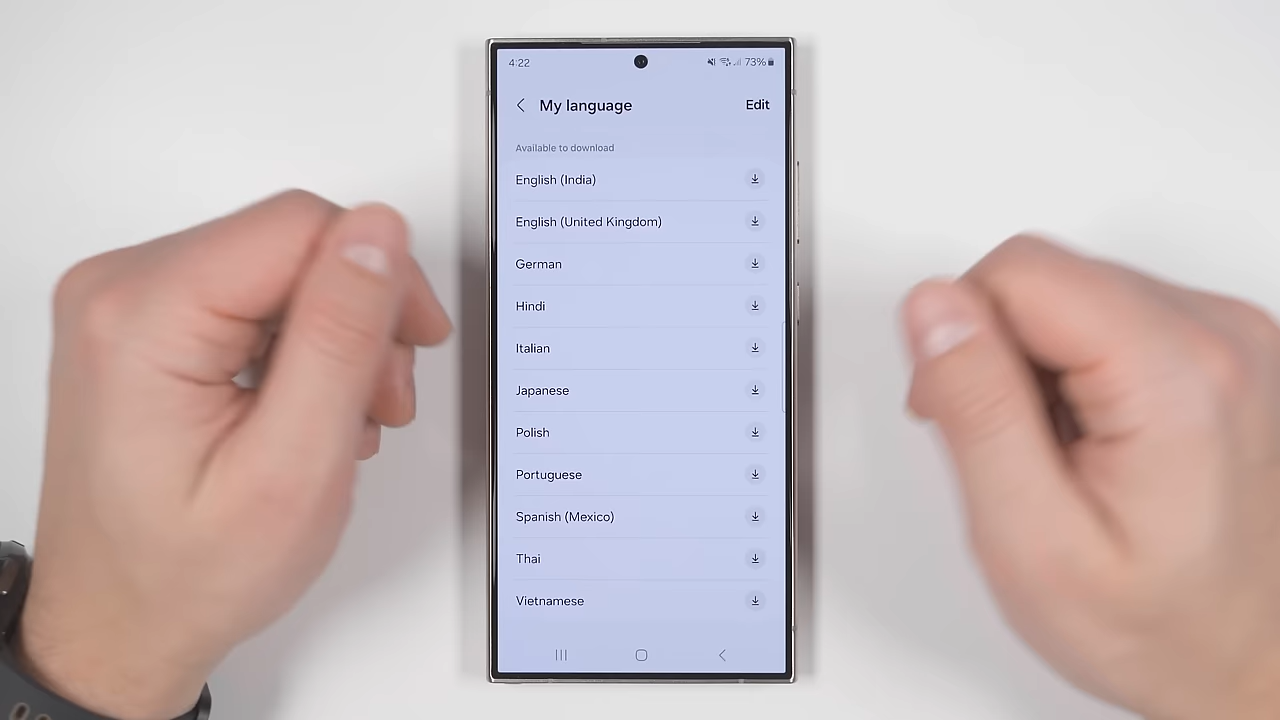 4:22
73%
My language
Edit
Available to download
English (India)
English (United Kingdom)
German
Hindi
Italian
Japanese
Polish
Portuguese
Spanish (Mexico)
Thai
Vietnamese